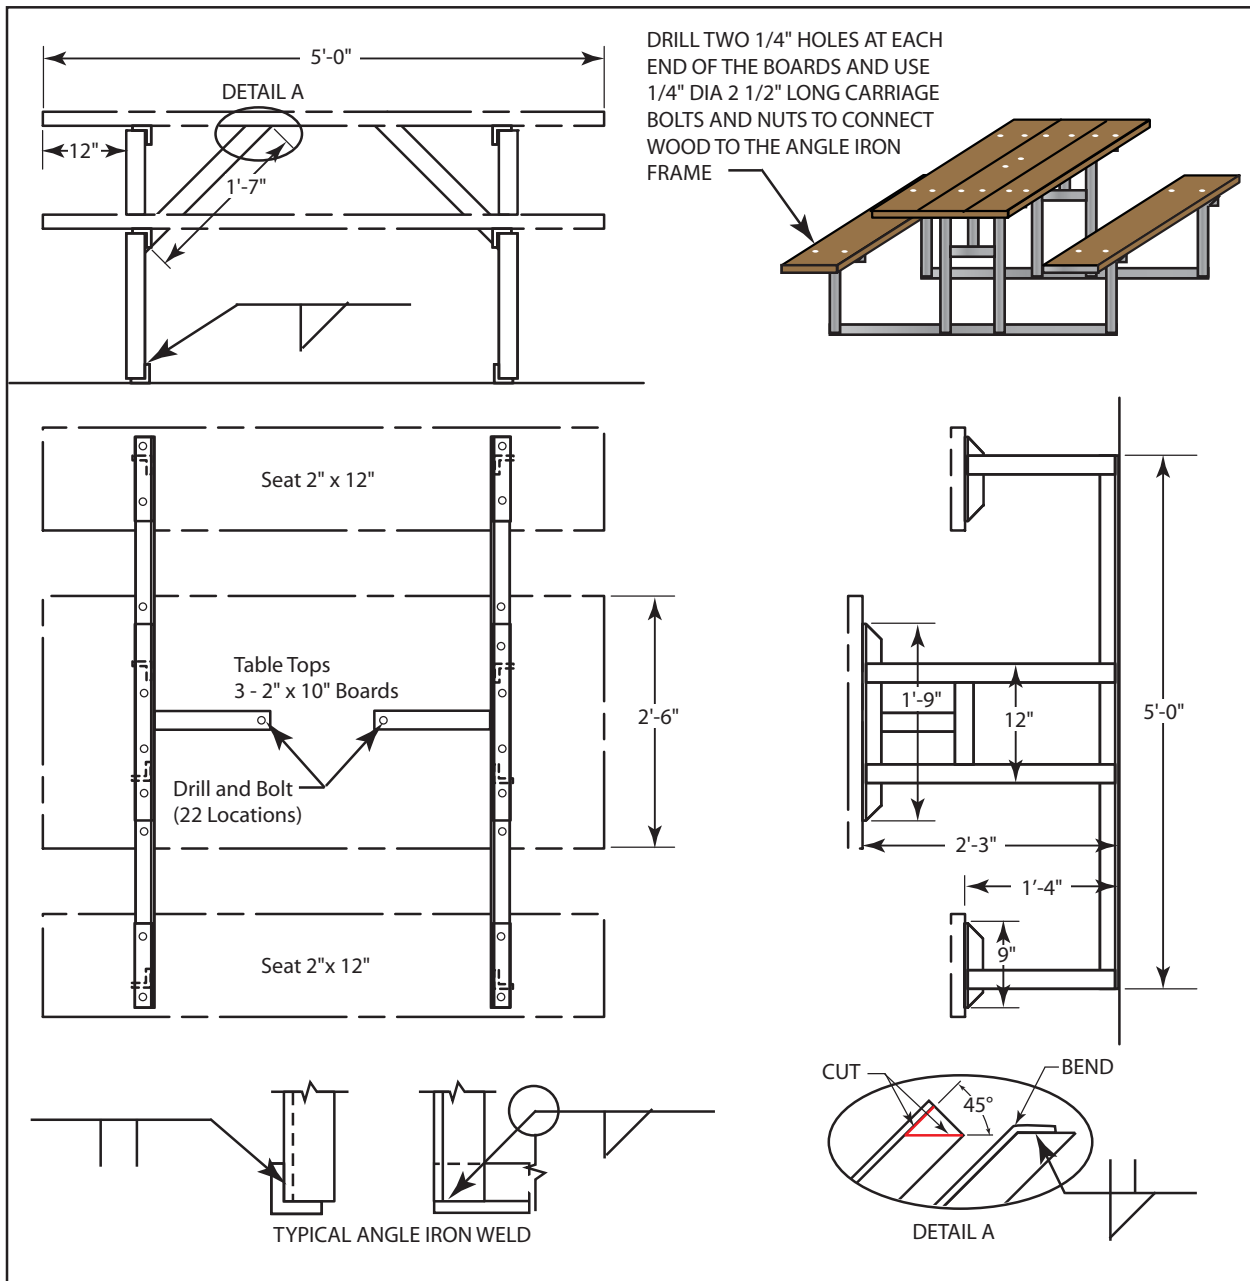 5'-0"
DETAIL A
12"
1'-7"
DRILL TWO 1/4" HOLES AT EACH
END OF THE BOARDS AND USE
1/4" DIA 2 1/2" LONG CARRIAGE
BOLTS AND NUTS TO CONNECT
WOOD TO THE ANGLE IRON
FRAME
Seat 2" x 12"
Table Tops
3 - 2" x 10" Boards
2'-6"
Drill and Bolt
(22 Locations)
Seat 2"x 12"
1'-9"
12"
5'-0"
2'-3"
1'-4"
9"
TYPICAL ANGLE IRON WELD
CUT
BEND
45°
DETAIL A